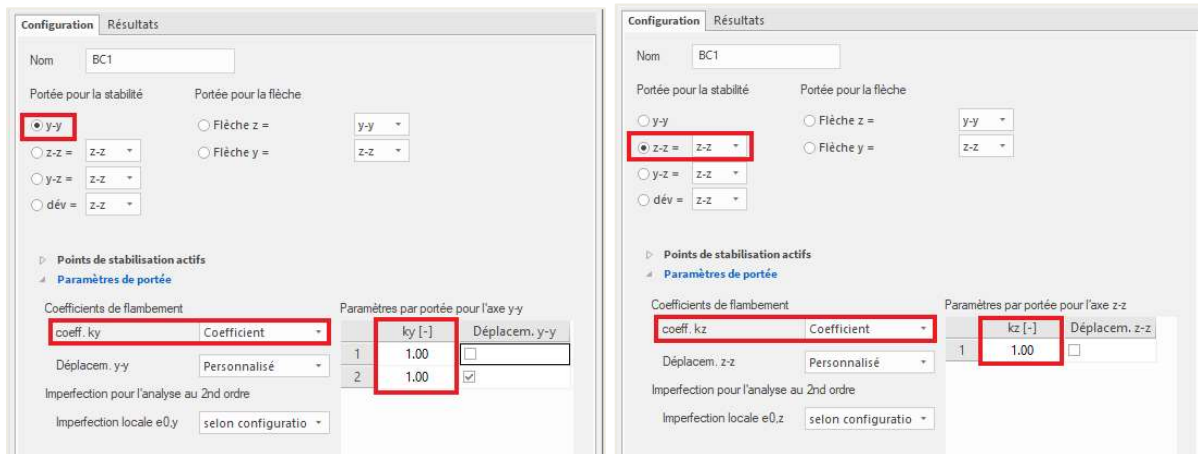 Configuration Résultats
Nom BC1
Portée pour la stabilité Portée pour la flèche
y-y Flèche z = y-y
z-z = z-z Flèche y = z-z
y-z = z-z
dév = z-z
Points de stabilisation actifs
Paramètres de portée
Coefficients de flambement Paramètres par portée pour l'axe y-y
coeff. ky Coefficient ky [-] Déplacem. y-y
1 1.00
Déplacem. y-y Personnalisé
2 1.00
Imperfection pour l'analyse au 2nd ordre
Imperfection locale e0,y selon configuratio
Configuration Résultats
Nom BC1
Portée pour la stabilité Portée pour la flèche
y-y Flèche z = y-y
z-z = z-z Flèche y = z-z
y-z = z-z
dév = z-z
Points de stabilisation actifs
Paramètres de portée
Coefficients de flambement Paramètres par portée pour l'axe z-z
coeff. kz Coefficient kz [-] Déplacem. z-z
1 1.00
Déplacem. z-z Personnalisé
Imperfection pour l'analyse au 2nd ordre
Imperfection locale e0,z selon configuratio